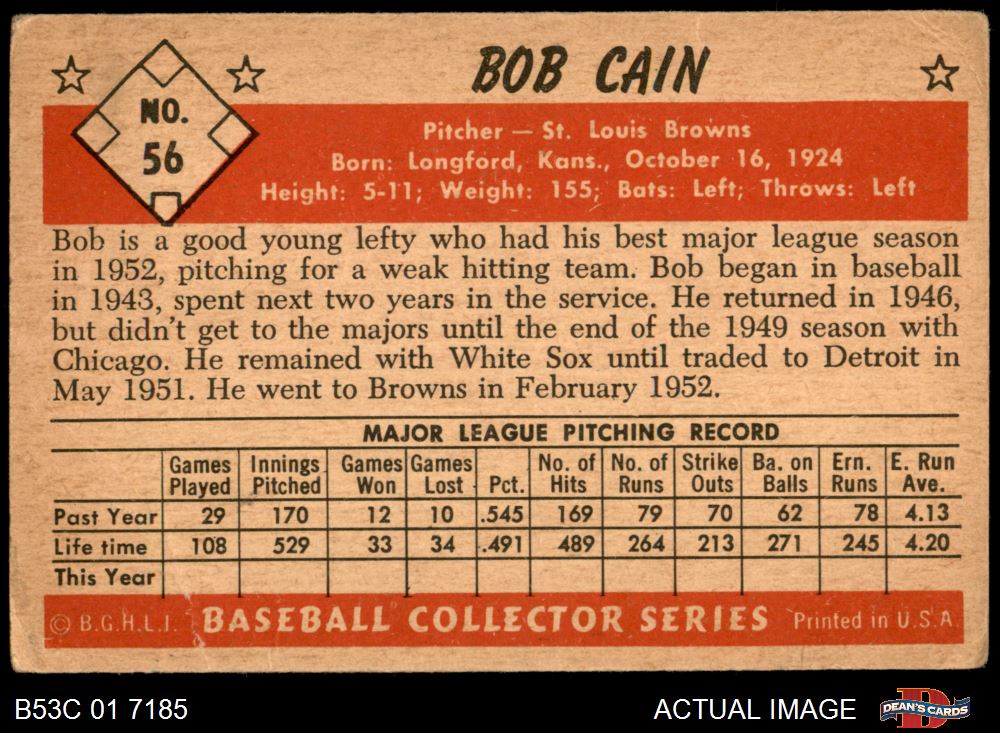 BOB CAIN
NO.
56
Pitcher — St. Louis Browns
Born: Longford, Kans., October 16, 1924
Height: 5-11; Weight: 155; Bats: Left; Throws: Left
Bob is a good young lefty who had his best major league season
in 1952, pitching for a weak hitting team. Bob began in baseball
in 1943, spent next two years in the service. He returned in 1946,
but didn't get to the majors until the end of the 1949 season with
Chicago. He remained with White Sox until traded to Detroit in
May 1951. He went to Browns in February 1952.
MAJOR LEAGUE PITCHING RECORD
Games Played Innings Pitched Games Won Games Lost Pct. No. of Hits No. of Runs Strike Outs Ba. on Balls Ern. Runs E. Run Ave.
Past Year 29 170 12 10 .545 169 79 70 62 78 4.13
Life time 108 529 33 34 .491 489 264 213 271 245 4.20
This Year
© B.G.H.L.I. BASEBALL COLLECTOR SERIES Printed in U.S.A.
B53C 01 7185 ACTUAL IMAGE DEAN'S CARDS